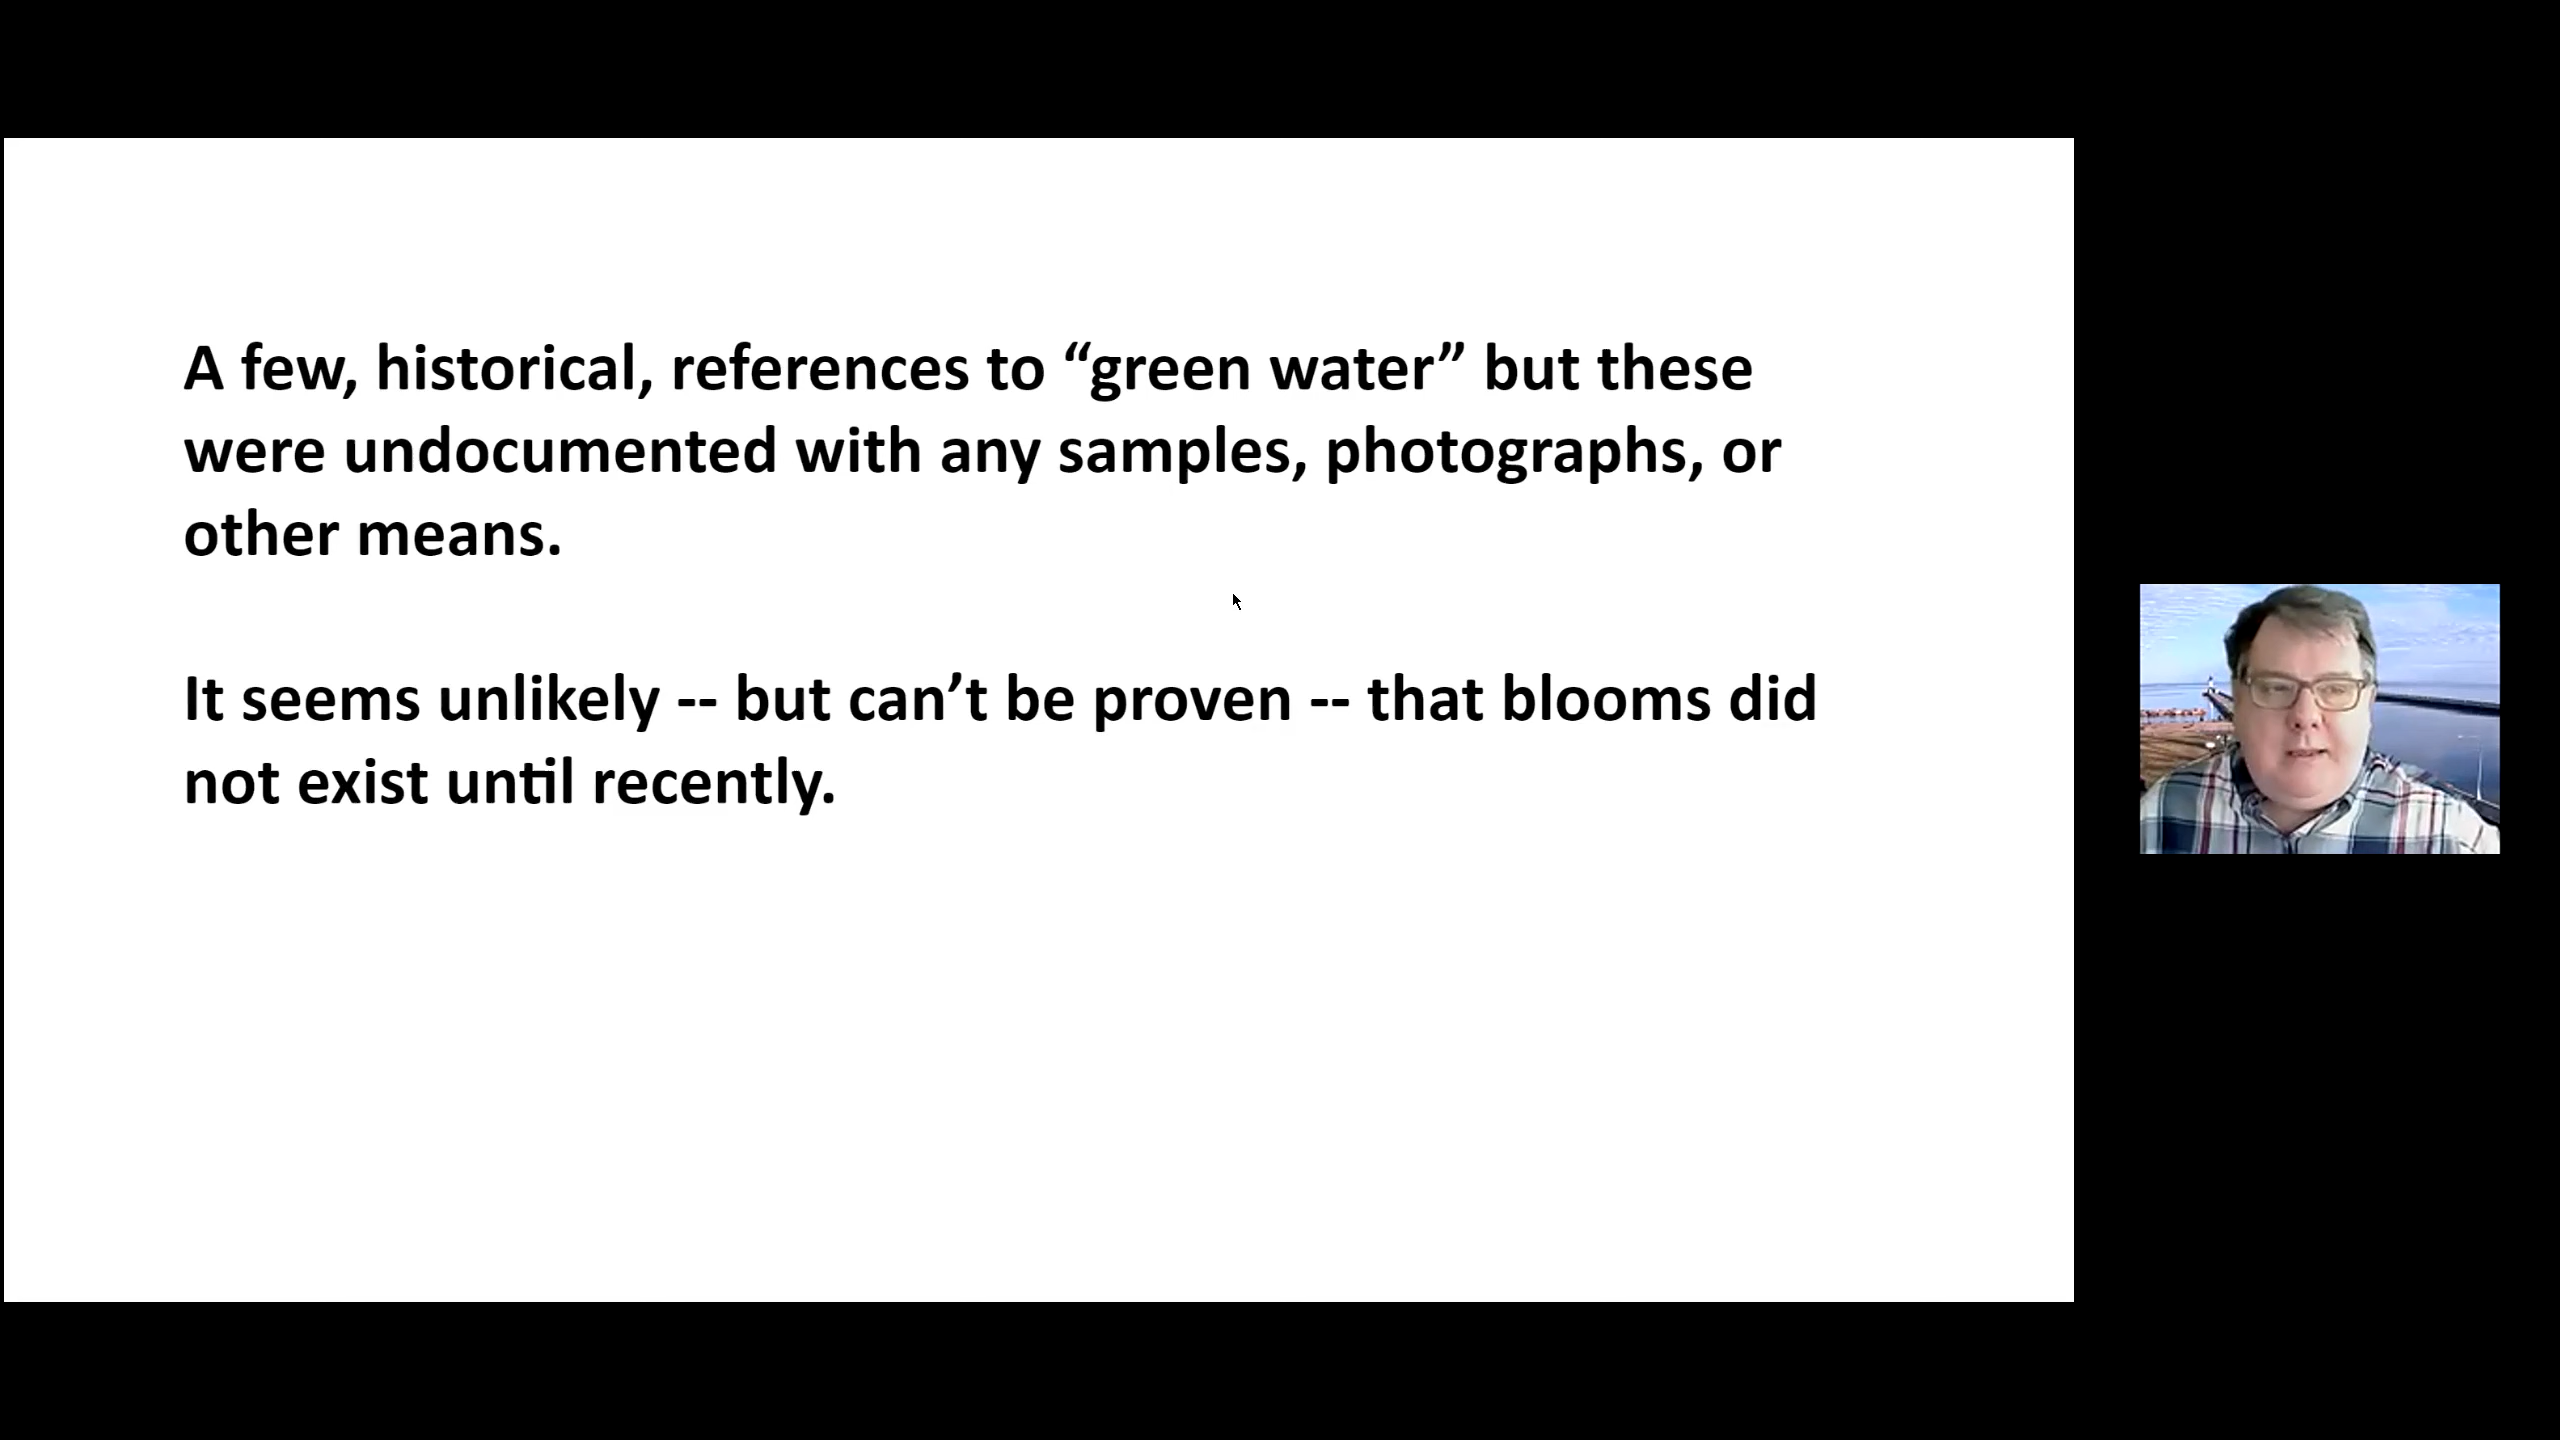 A few, historical, references to “green water” but these
were undocumented with any samples, photographs, or
other means.
It seems unlikely -- but can’t be proven -- that blooms did
not exist until recently.